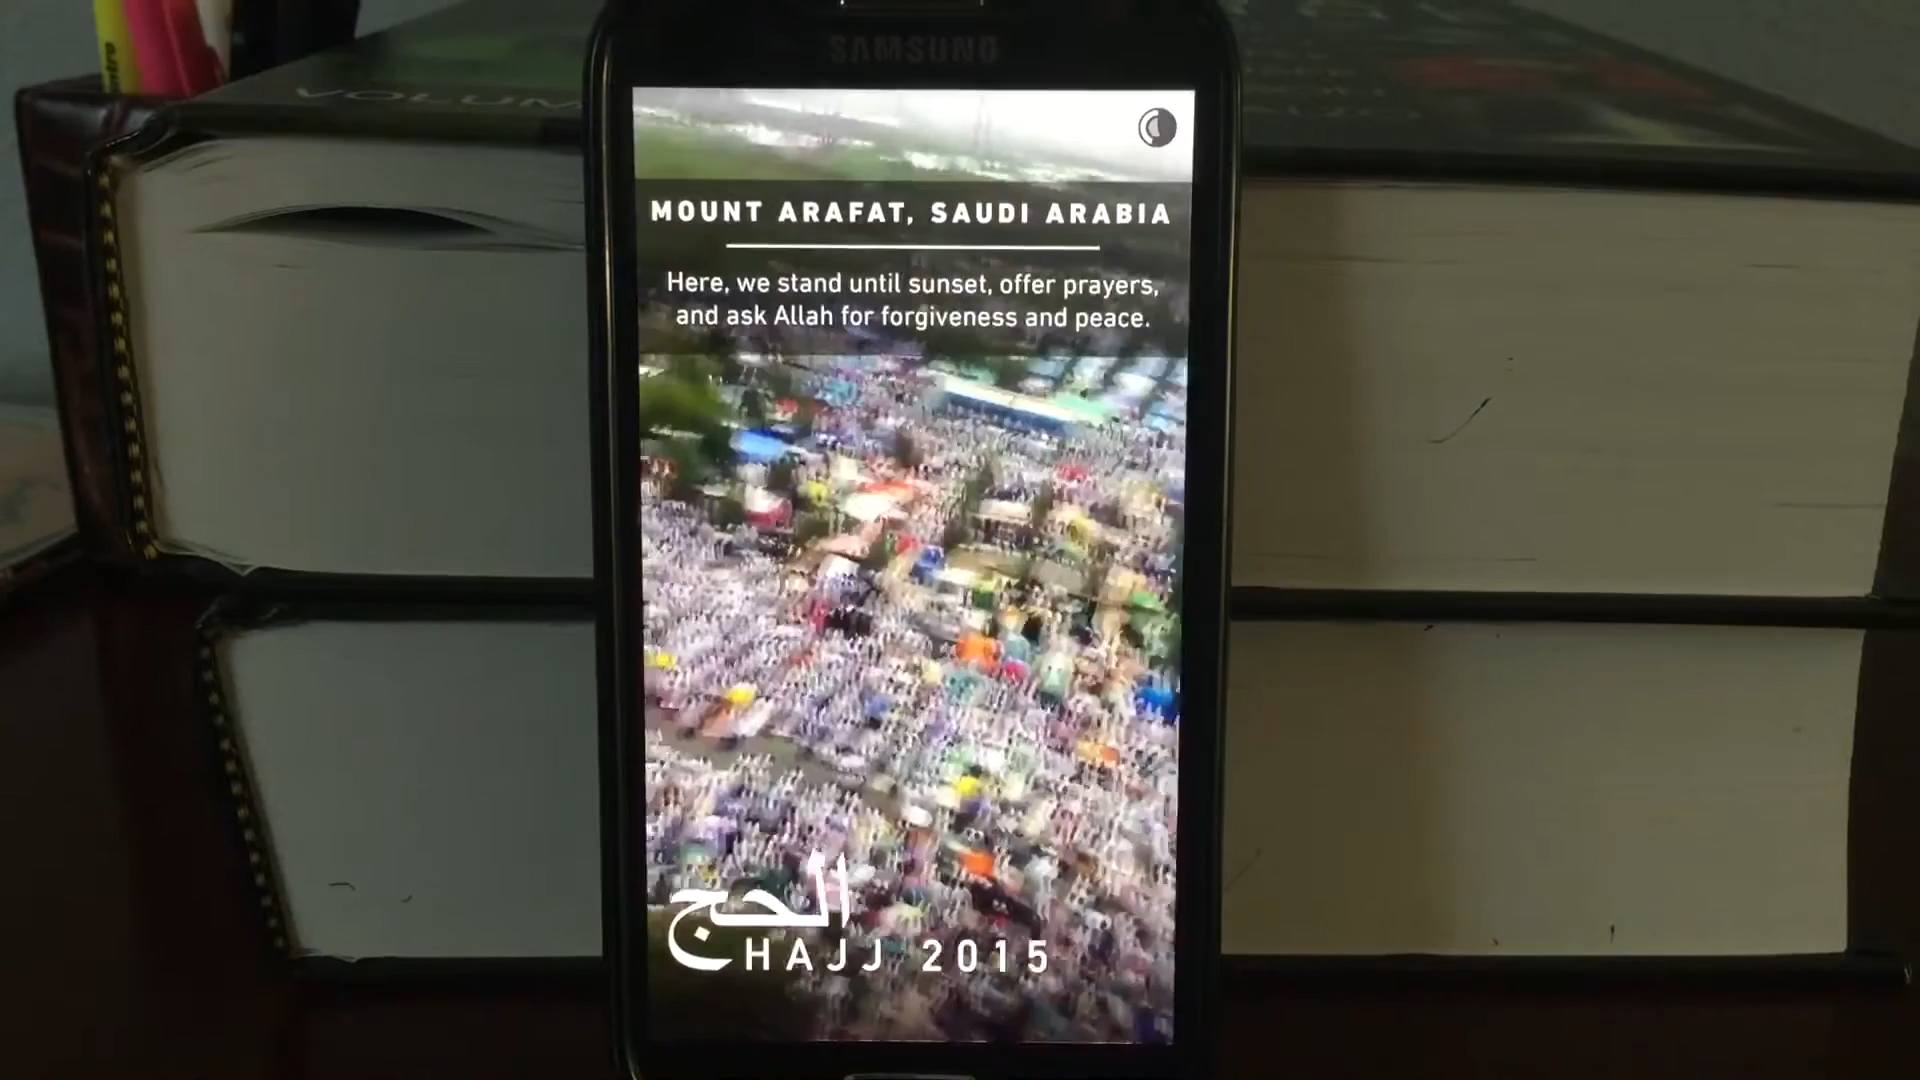 SAMSUNG
VOLUM
MOUNT ARAFAT, SAUDI ARABIA
Here, we stand until sunset, offer prayers,
and ask Allah for forgiveness and peace.
الحج
HAJJ 2015